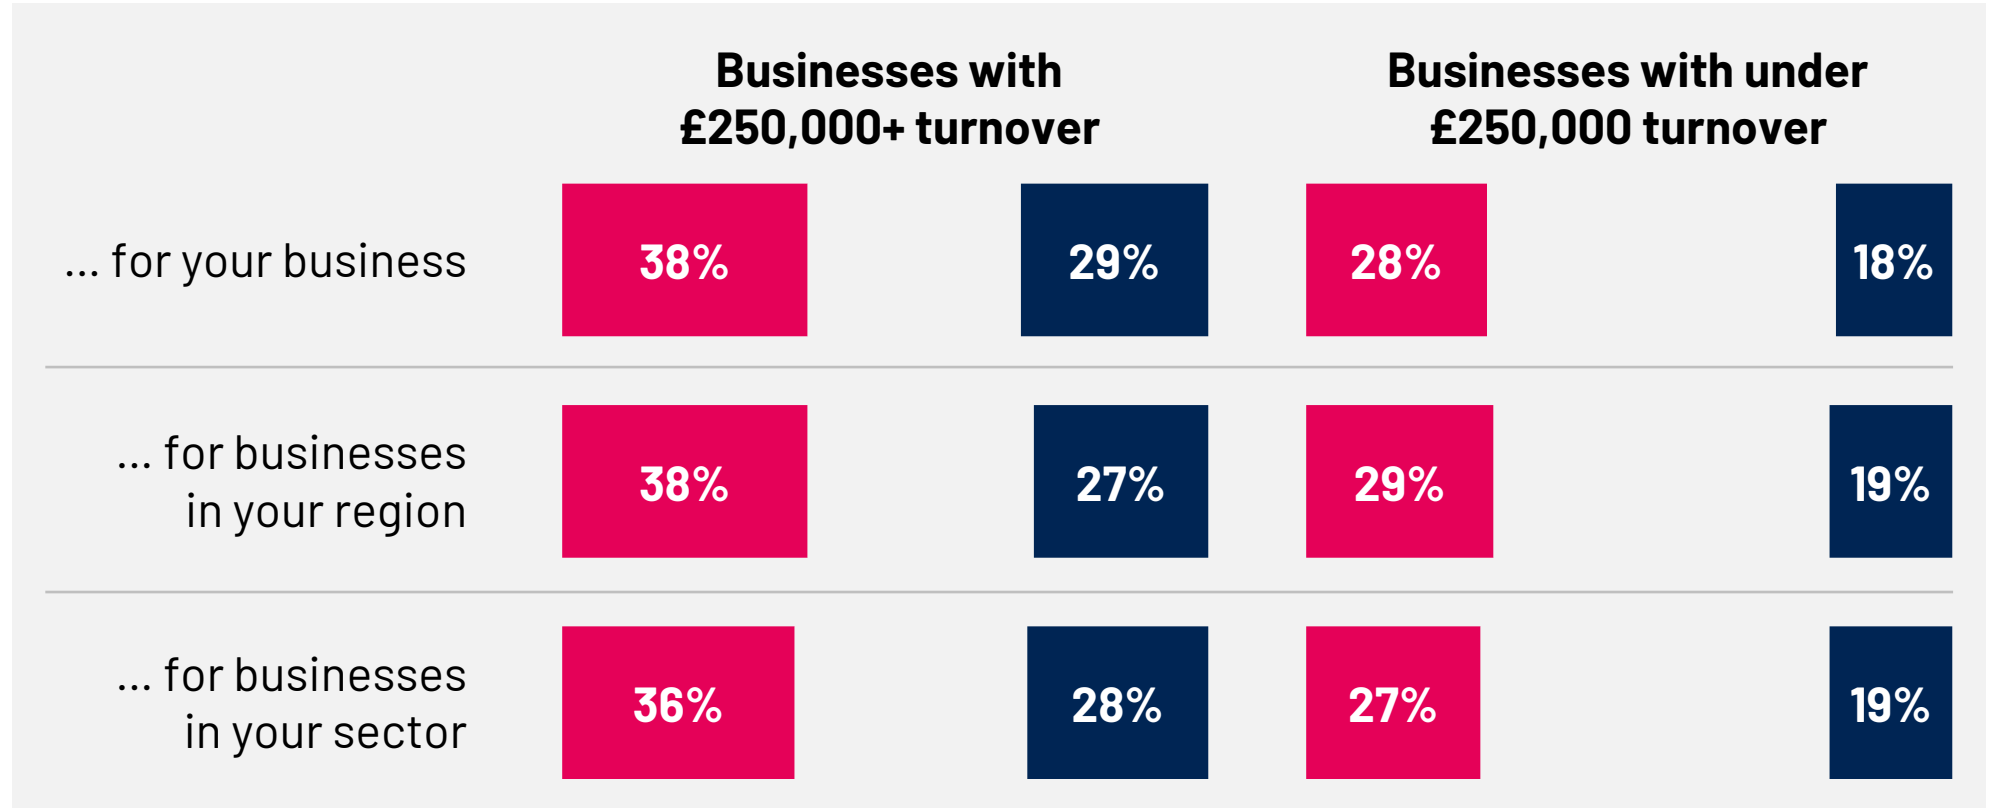 Businesses with
£250,000+ turnover
Businesses with under
£250,000 turnover
... for your business
38%
29%
28%
18%
... for businesses
in your region
38%
27%
29%
19%
... for businesses
in your sector
36%
28%
27%
19%